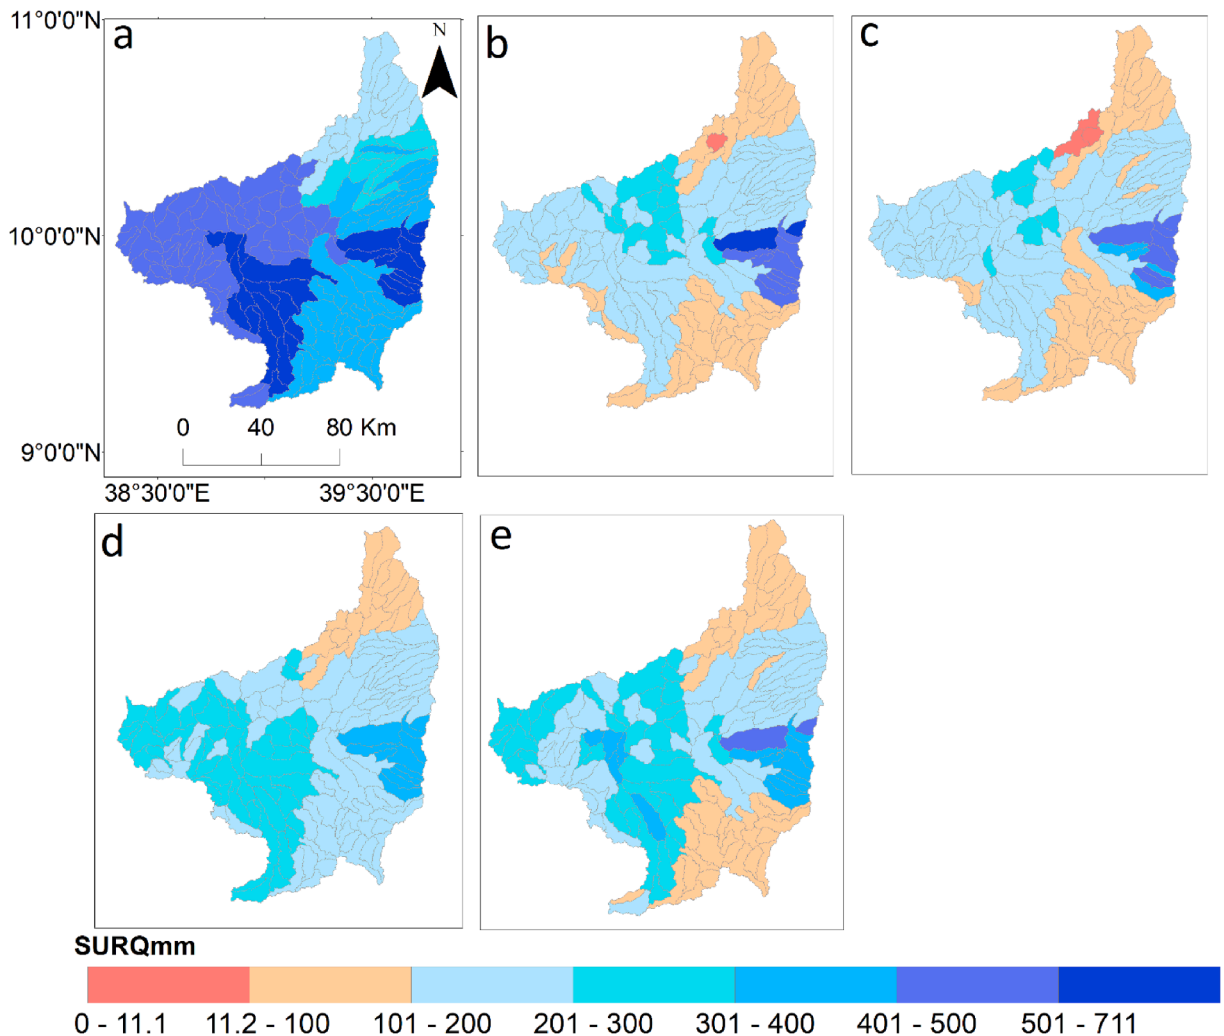 11°0'0"N
a
N
b
c
10°0'0"N
0 40 80 Km
9°0'0"N
38°30'0"E 39°30'0"E
d
e
SURQmm
0 - 11.1 11.2 - 100 101 - 200 201 - 300 301 - 400 401 - 500 501 - 711